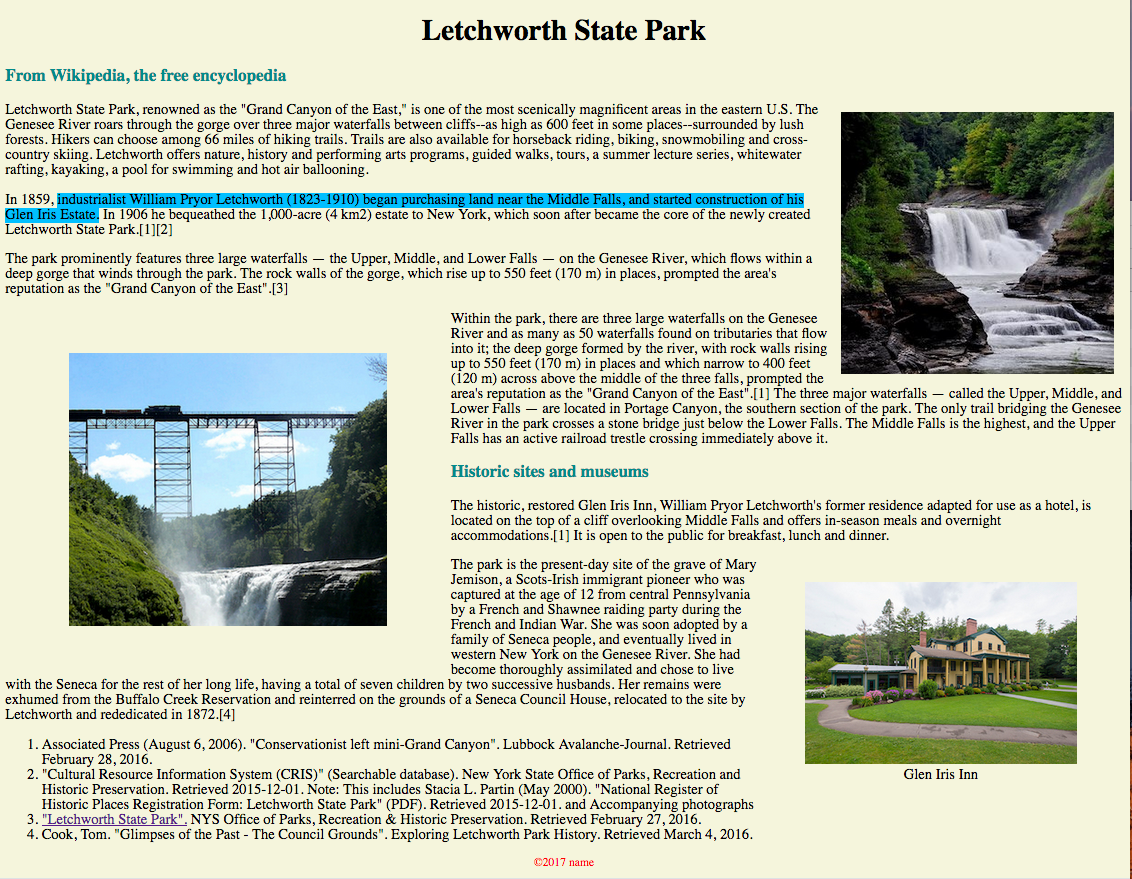 Letchworth State Park
From Wikipedia, the free encyclopedia
Letchworth State Park, renowned as the "Grand Canyon of the East," is one of the most scenically magnificent areas in the eastern U.S. The
Genesee River roars through the gorge over three major waterfalls between cliffs--as high as 600 feet in some places--surrounded by lush
forests. Hikers can choose among 66 miles of hiking trails. Trails are also available for horseback riding, biking, snowmobiling and cross-
country skiing. Letchworth offers nature, history and performing arts programs, guided walks, tours, a summer lecture series, whitewater
rafting, kayaking, a pool for swimming and hot air ballooning.
In 1859, industrialist William Pryor Letchworth (1823-1910) began purchasing land near the Middle Falls, and started construction of his
Glen Iris Estate. In 1906 he bequeathed the 1,000-acre (4 km2) estate to New York, which soon after became the core of the newly created
Letchworth State Park.[1][2]
The park prominently features three large waterfalls — the Upper, Middle, and Lower Falls — on the Genesee River, which flows within a
deep gorge that winds through the park. The rock walls of the gorge, which rise up to 550 feet (170 m) in places, prompted the area's
reputation as the "Grand Canyon of the East".[3]
Within the park, there are three large waterfalls on the Genesee
River and as many as 50 waterfalls found on tributaries that flow
into it; the deep gorge formed by the river, with rock walls rising
up to 550 feet (170 m) in places and which narrow to 400 feet
(120 m) across above the middle of the three falls, prompted the
area's reputation as the "Grand Canyon of the East".[1] The three major waterfalls — called the Upper, Middle, and
Lower Falls — are located in Portage Canyon, the southern section of the park. The only trail bridging the Genesee
River in the park crosses a stone bridge just below the Lower Falls. The Middle Falls is the highest, and the Upper
Falls has an active railroad trestle crossing immediately above it.
Historic sites and museums
The historic, restored Glen Iris Inn, William Pryor Letchworth's former residence adapted for use as a hotel, is
located on the top of a cliff overlooking Middle Falls and offers in-season meals and overnight
accommodations.[1] It is open to the public for breakfast, lunch and dinner.
The park is the present-day site of the grave of Mary
Jemison, a Scots-Irish immigrant pioneer who was
captured at the age of 12 from central Pennsylvania
by a French and Shawnee raiding party during the
French and Indian War. She was soon adopted by a
family of Seneca people, and eventually lived in
western New York on the Genesee River. She had
become thoroughly assimilated and chose to live
with the Seneca for the rest of her long life, having a total of seven children by two successive husbands. Her remains were
exhumed from the Buffalo Creek Reservation and reinterred on the grounds of a Seneca Council House, relocated to the site by
Letchworth and rededicated in 1872.[4]
1. Associated Press (August 6, 2006). "Conservationist left mini-Grand Canyon". Lubbock Avalanche-Journal. Retrieved
February 28, 2016.
2. "Cultural Resource Information System (CRIS)" (Searchable database). New York State Office of Parks, Recreation and
Historic Preservation. Retrieved 2015-12-01. Note: This includes Stacia L. Partin (May 2000). "National Register of
Historic Places Registration Form: Letchworth State Park" (PDF). Retrieved 2015-12-01. and Accompanying photographs
3. "Letchworth State Park". NYS Office of Parks, Recreation & Historic Preservation. Retrieved February 27, 2016.
4. Cook, Tom. "Glimpses of the Past - The Council Grounds". Exploring Letchworth Park History. Retrieved March 4, 2016.
Glen Iris Inn
©2017 name